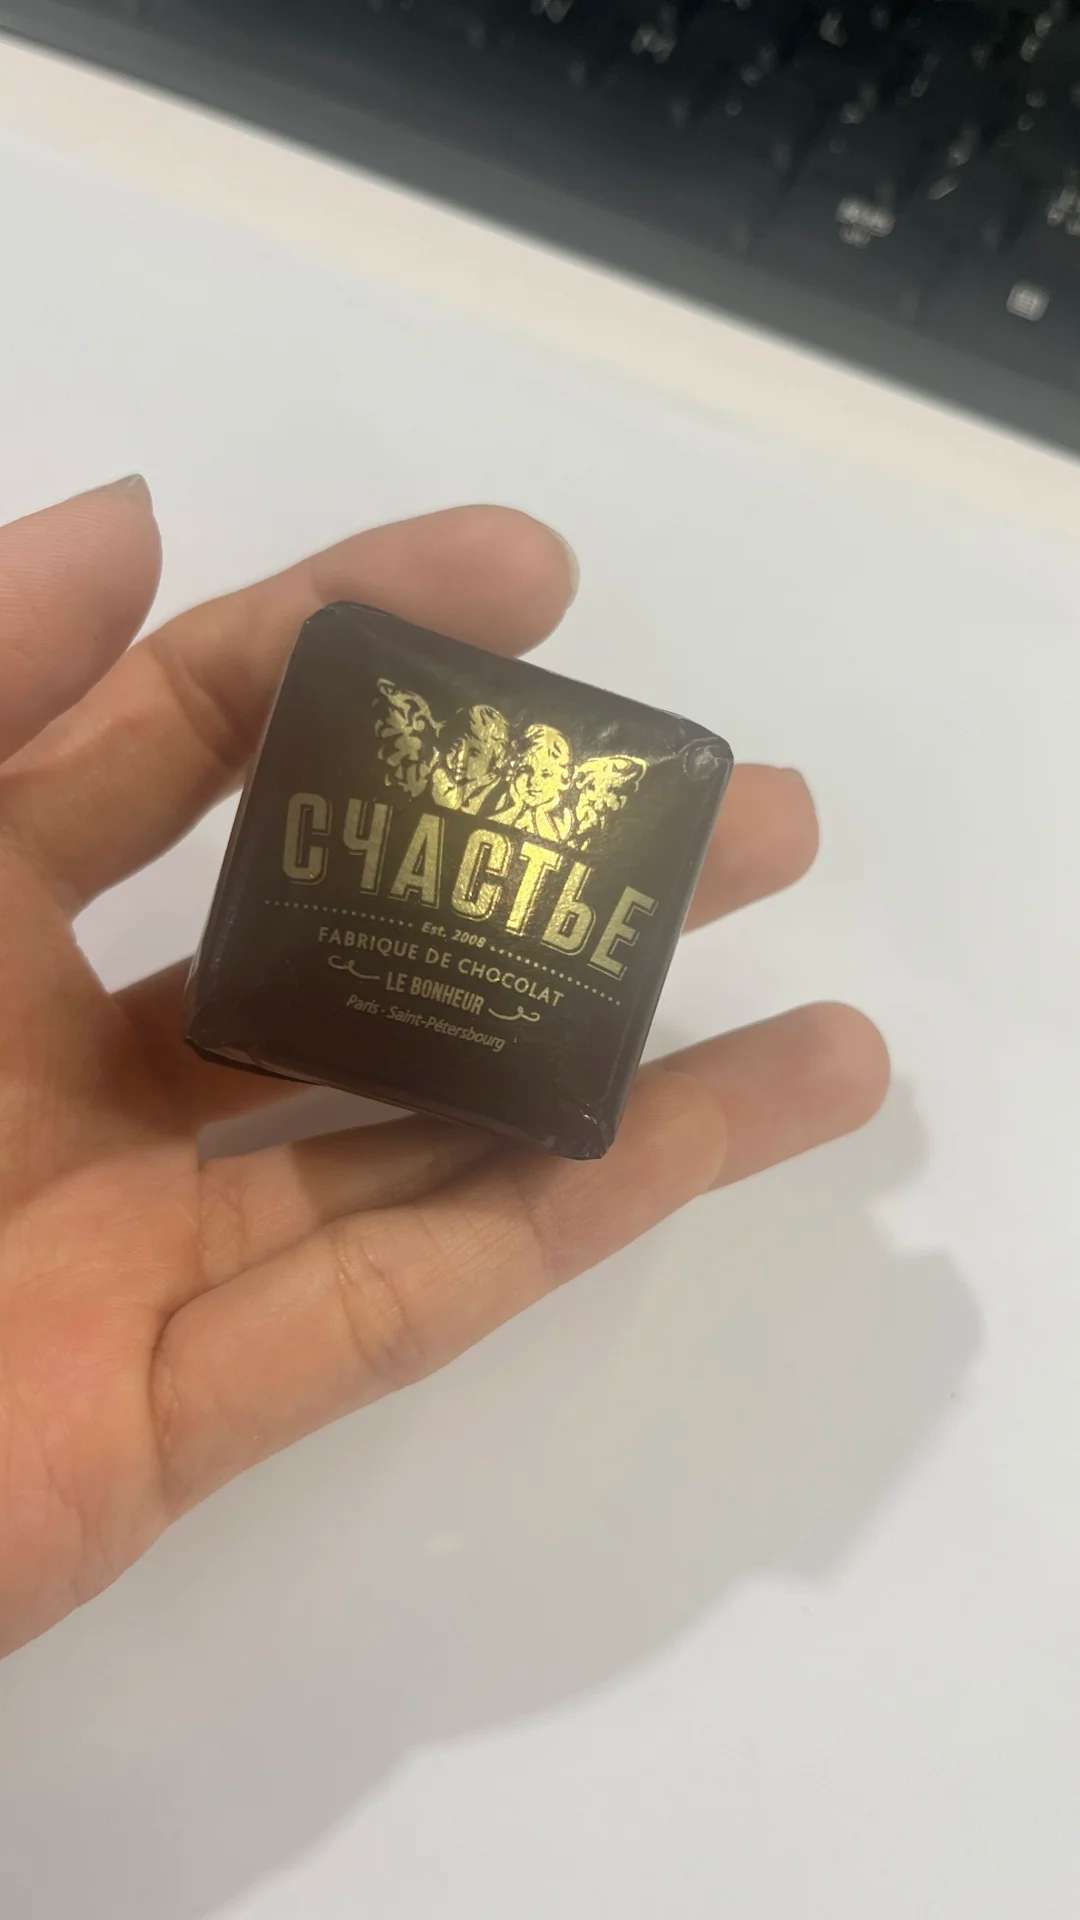 СЧАСТЬЕ
Est. 2008
FABRIQUE DE CHOCOLAT
LE BONHEUR
Paris · Saint-Pétersbourg